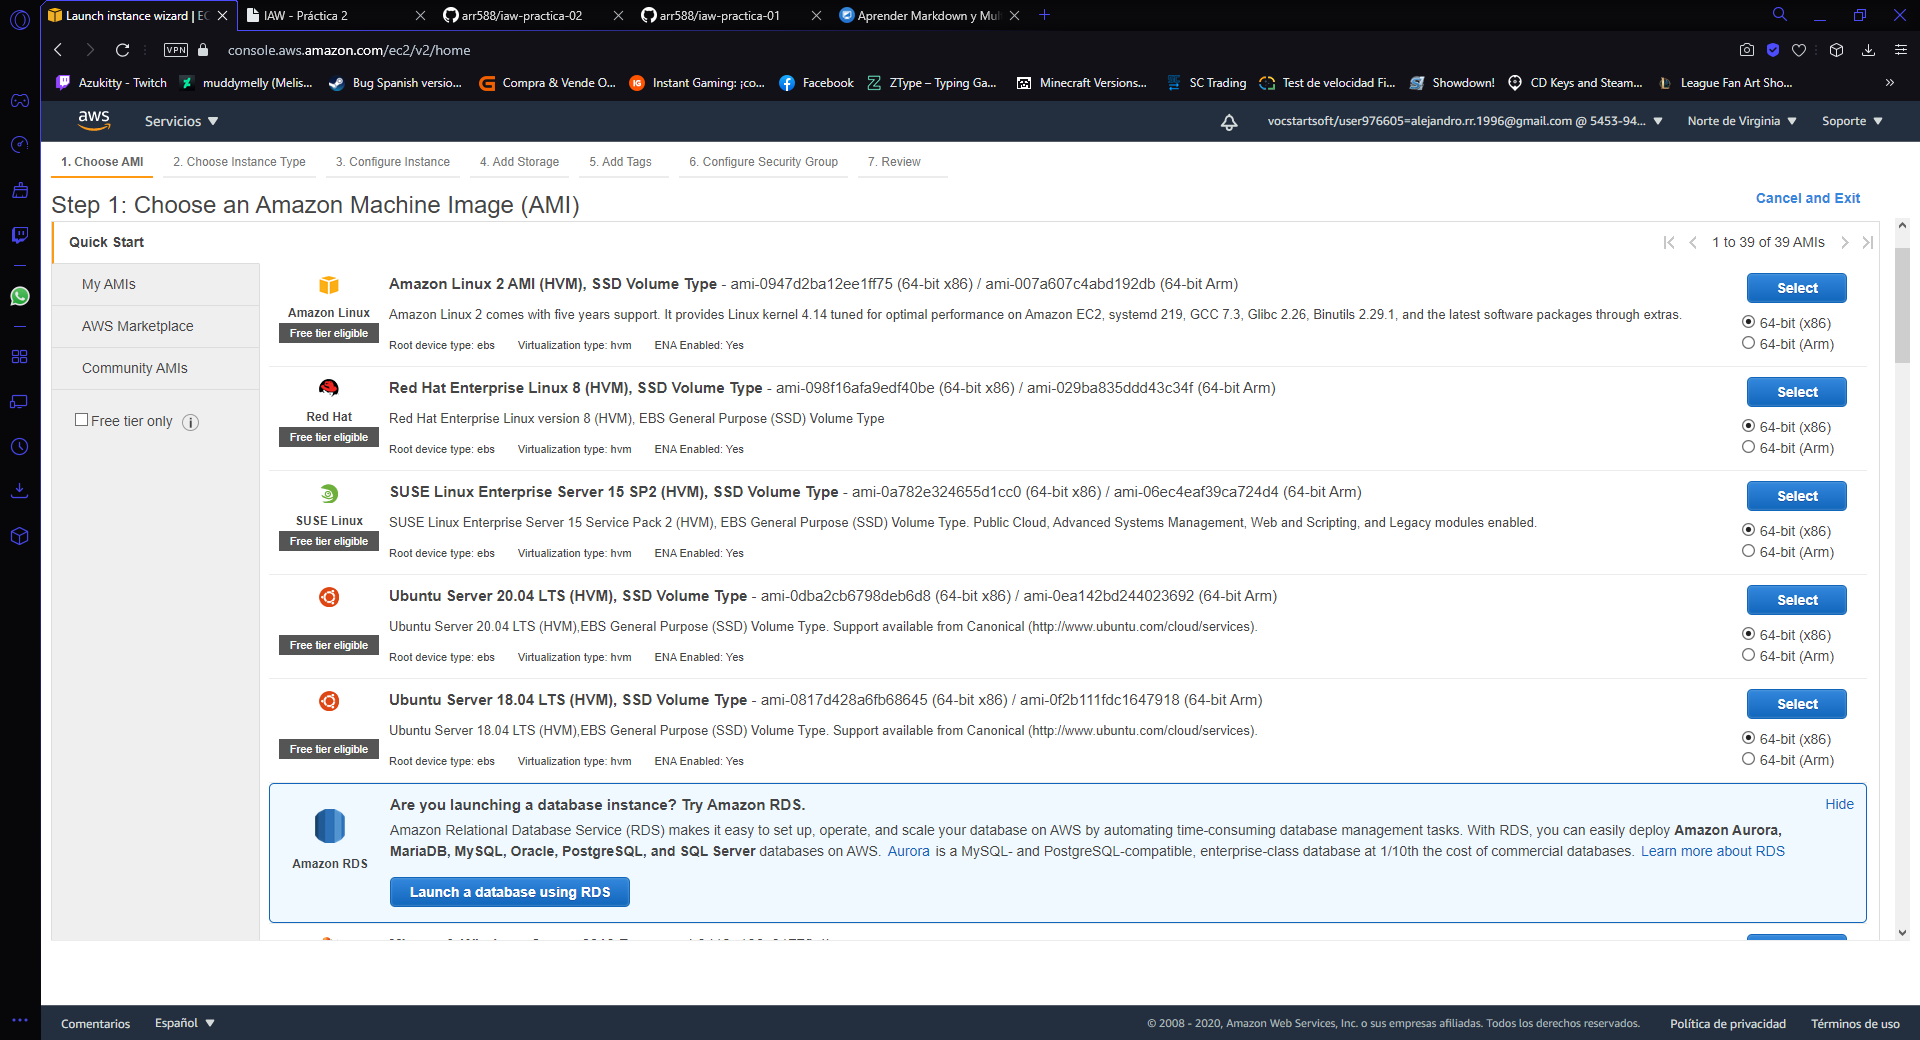 Launch instance wizard | EC
IAW - Práctica 2
arr588/iaw-practica-02
arr588/iaw-practica-01
Aprender Markdown y Mul
VPN
console.aws.amazon.com/ec2/v2/home
Azukitty - Twitch
muddymelly (Melis...
Bug Spanish versio...
Compra & Vende O...
Instant Gaming: ¡co...
Facebook
ZType – Typing Ga...
Minecraft Versions...
SC Trading
Test de velocidad Fi...
Showdown!
CD Keys and Steam...
League Fan Art Sho...
aws
Servicios
vocstartsoft/user976605=alejandro.rr.1996@gmail.com @ 5453-94...
Norte de Virginia
Soporte
1. Choose AMI
2. Choose Instance Type
3. Configure Instance
4. Add Storage
5. Add Tags
6. Configure Security Group
7. Review
Step 1: Choose an Amazon Machine Image (AMI)
Cancel and Exit
Quick Start
My AMIs
AWS Marketplace
Community AMIs
Free tier only
1 to 39 of 39 AMIs
Amazon Linux
Free tier eligible
Amazon Linux 2 AMI (HVM), SSD Volume Type - ami-0947d2ba12ee1ff75 (64-bit x86) / ami-007a607c4abd192db (64-bit Arm)
Amazon Linux 2 comes with five years support. It provides Linux kernel 4.14 tuned for optimal performance on Amazon EC2, systemd 219, GCC 7.3, Glibc 2.26, Binutils 2.29.1, and the latest software packages through extras.
Root device type: ebs Virtualization type: hvm ENA Enabled: Yes
Select
64-bit (x86)
64-bit (Arm)
Red Hat
Free tier eligible
Red Hat Enterprise Linux 8 (HVM), SSD Volume Type - ami-098f16afa9edf40be (64-bit x86) / ami-029ba835ddd43c34f (64-bit Arm)
Red Hat Enterprise Linux version 8 (HVM), EBS General Purpose (SSD) Volume Type
Root device type: ebs Virtualization type: hvm ENA Enabled: Yes
Select
64-bit (x86)
64-bit (Arm)
SUSE Linux
Free tier eligible
SUSE Linux Enterprise Server 15 SP2 (HVM), SSD Volume Type - ami-0a782e324655d1cc0 (64-bit x86) / ami-06ec4eaf39ca724d4 (64-bit Arm)
SUSE Linux Enterprise Server 15 Service Pack 2 (HVM), EBS General Purpose (SSD) Volume Type. Public Cloud, Advanced Systems Management, Web and Scripting, and Legacy modules enabled.
Root device type: ebs Virtualization type: hvm ENA Enabled: Yes
Select
64-bit (x86)
64-bit (Arm)
Free tier eligible
Ubuntu Server 20.04 LTS (HVM), SSD Volume Type - ami-0dba2cb6798deb6d8 (64-bit x86) / ami-0ea142bd244023692 (64-bit Arm)
Ubuntu Server 20.04 LTS (HVM),EBS General Purpose (SSD) Volume Type. Support available from Canonical (http://www.ubuntu.com/cloud/services).
Root device type: ebs Virtualization type: hvm ENA Enabled: Yes
Select
64-bit (x86)
64-bit (Arm)
Free tier eligible
Ubuntu Server 18.04 LTS (HVM), SSD Volume Type - ami-0817d428a6fb68645 (64-bit x86) / ami-0f2b111fdc1647918 (64-bit Arm)
Ubuntu Server 18.04 LTS (HVM),EBS General Purpose (SSD) Volume Type. Support available from Canonical (http://www.ubuntu.com/cloud/services).
Root device type: ebs Virtualization type: hvm ENA Enabled: Yes
Select
64-bit (x86)
64-bit (Arm)
Amazon RDS
Are you launching a database instance? Try Amazon RDS.
Hide
Amazon Relational Database Service (RDS) makes it easy to set up, operate, and scale your database on AWS by automating time-consuming database management tasks. With RDS, you can easily deploy Amazon Aurora,
MariaDB, MySQL, Oracle, PostgreSQL, and SQL Server databases on AWS. Aurora is a MySQL- and PostgreSQL-compatible, enterprise-class database at 1/10th the cost of commercial databases. Learn more about RDS
Launch a database using RDS
Comentarios
Español
© 2008 - 2020, Amazon Web Services, Inc. o sus empresas afiliadas. Todos los derechos reservados.
Política de privacidad
Términos de uso